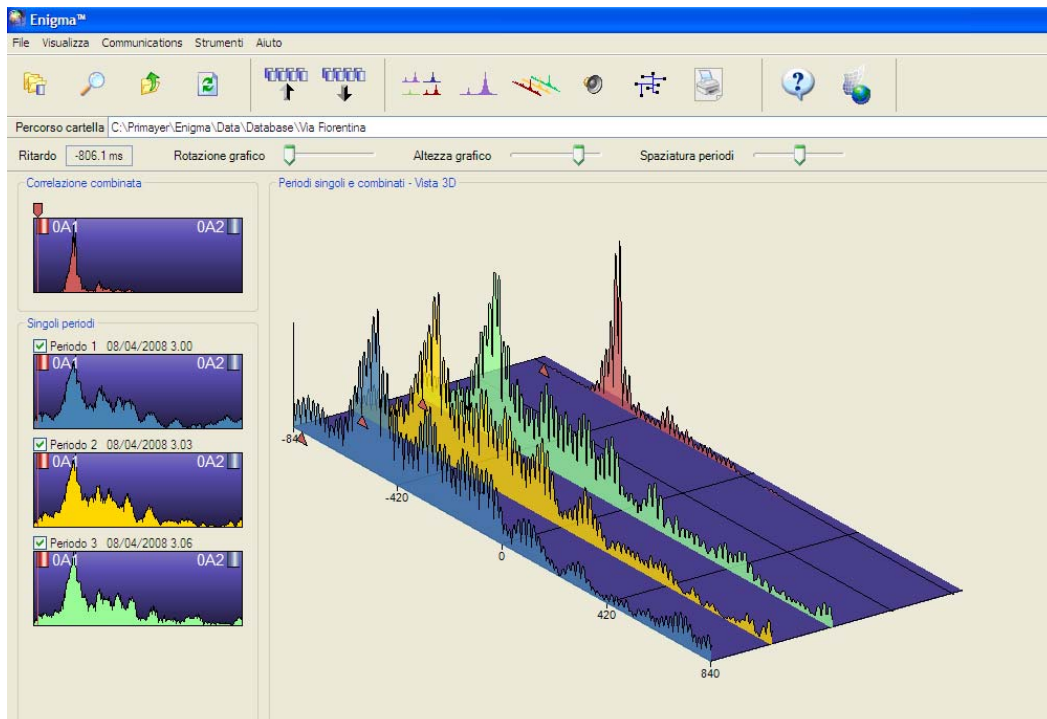 Enigma™
File Visualizza Communications Strumenti Aiuto
Percorso cartella C:\Primayer\Enigma\Data\Database\Via Fiorentina
Ritardo -806.1 ms Rotazione grafico Altezza grafico Spaziatura periodi
Correlazione combinata
0A1 0A2
Singoli periodi
Periodo 1 08/04/2008 3.00
0A1 0A2
Periodo 2 08/04/2008 3.03
0A1 0A2
Periodo 3 08/04/2008 3.06
0A1 0A2
Periodi singoli e combinati - Vista 3D
-420
0
420
840